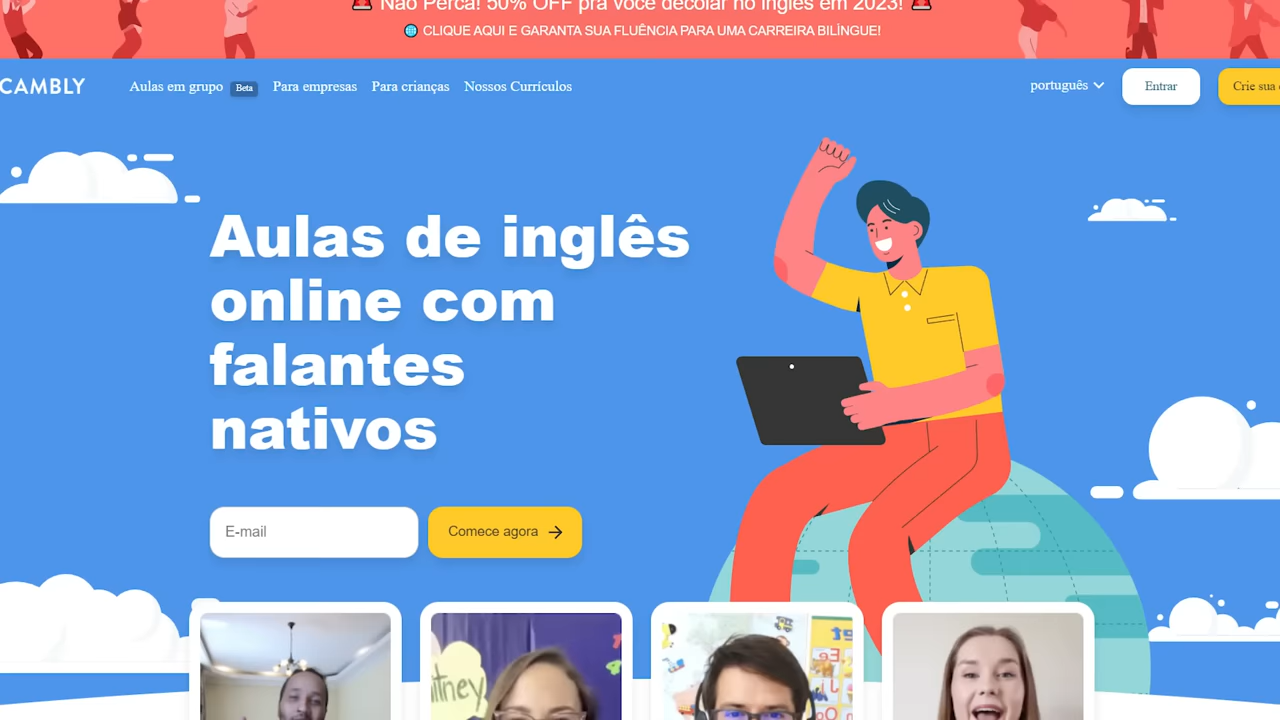 Não Perca! 50% OFF pra você decolar no inglês em 2023!
CLIQUE AQUI E GARANTA SUA FLUÊNCIA PARA UMA CARREIRA BILÍNGUE!
CAMBLY
Aulas em grupo Beta Para empresas Para crianças Nossos Currículos
português
Entrar
Crie sua
Aulas de inglês
online com
falantes
nativos
E-mail
Comece agora